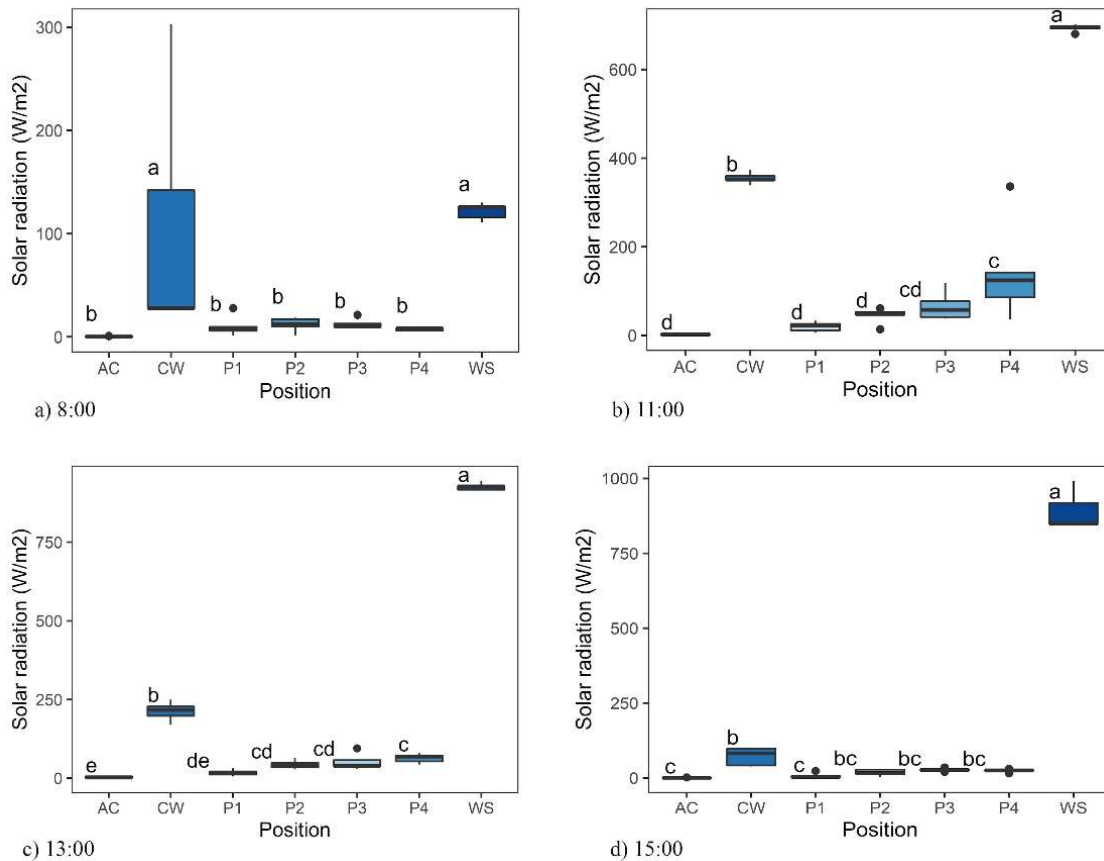 Solar radiation (W/m2)
300
200
100
0
a
a
b
b
b
b
b
AC CW P1 P2 P3 P4 WS
Position
a) 8:00
Solar radiation (W/m2)
600
400
200
0
a
b
c
cd
d
d
d
AC CW P1 P2 P3 P4 WS
Position
b) 11:00
Solar radiation (W/m2)
750
500
250
0
a
b
e
de
cd
cd
c
AC CW P1 P2 P3 P4 WS
Position
c) 13:00
Solar radiation (W/m2)
1000
750
500
250
0
a
b
c
c
bc
bc
bc
AC CW P1 P2 P3 P4 WS
Position
d) 15:00